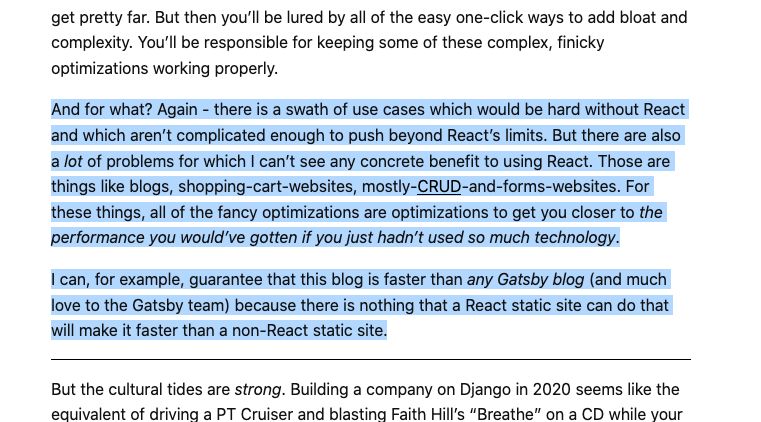 get pretty far. But then you’ll be lured by all of the easy one-click ways to add bloat and
complexity. You’ll be responsible for keeping some of these complex, finicky
optimizations working properly.
And for what? Again - there is a swath of use cases which would be hard without React
and which aren’t complicated enough to push beyond React’s limits. But there are also
a lot of problems for which I can’t see any concrete benefit to using React. Those are
things like blogs, shopping-cart-websites, mostly-CRUD-and-forms-websites. For
these things, all of the fancy optimizations are optimizations to get you closer to the
performance you would’ve gotten if you just hadn’t used so much technology.
I can, for example, guarantee that this blog is faster than any Gatsby blog (and much
love to the Gatsby team) because there is nothing that a React static site can do that
will make it faster than a non-React static site.
But the cultural tides are strong. Building a company on Django in 2020 seems like the
equivalent of driving a PT Cruiser and blasting Faith Hill’s “Breathe” on a CD while your